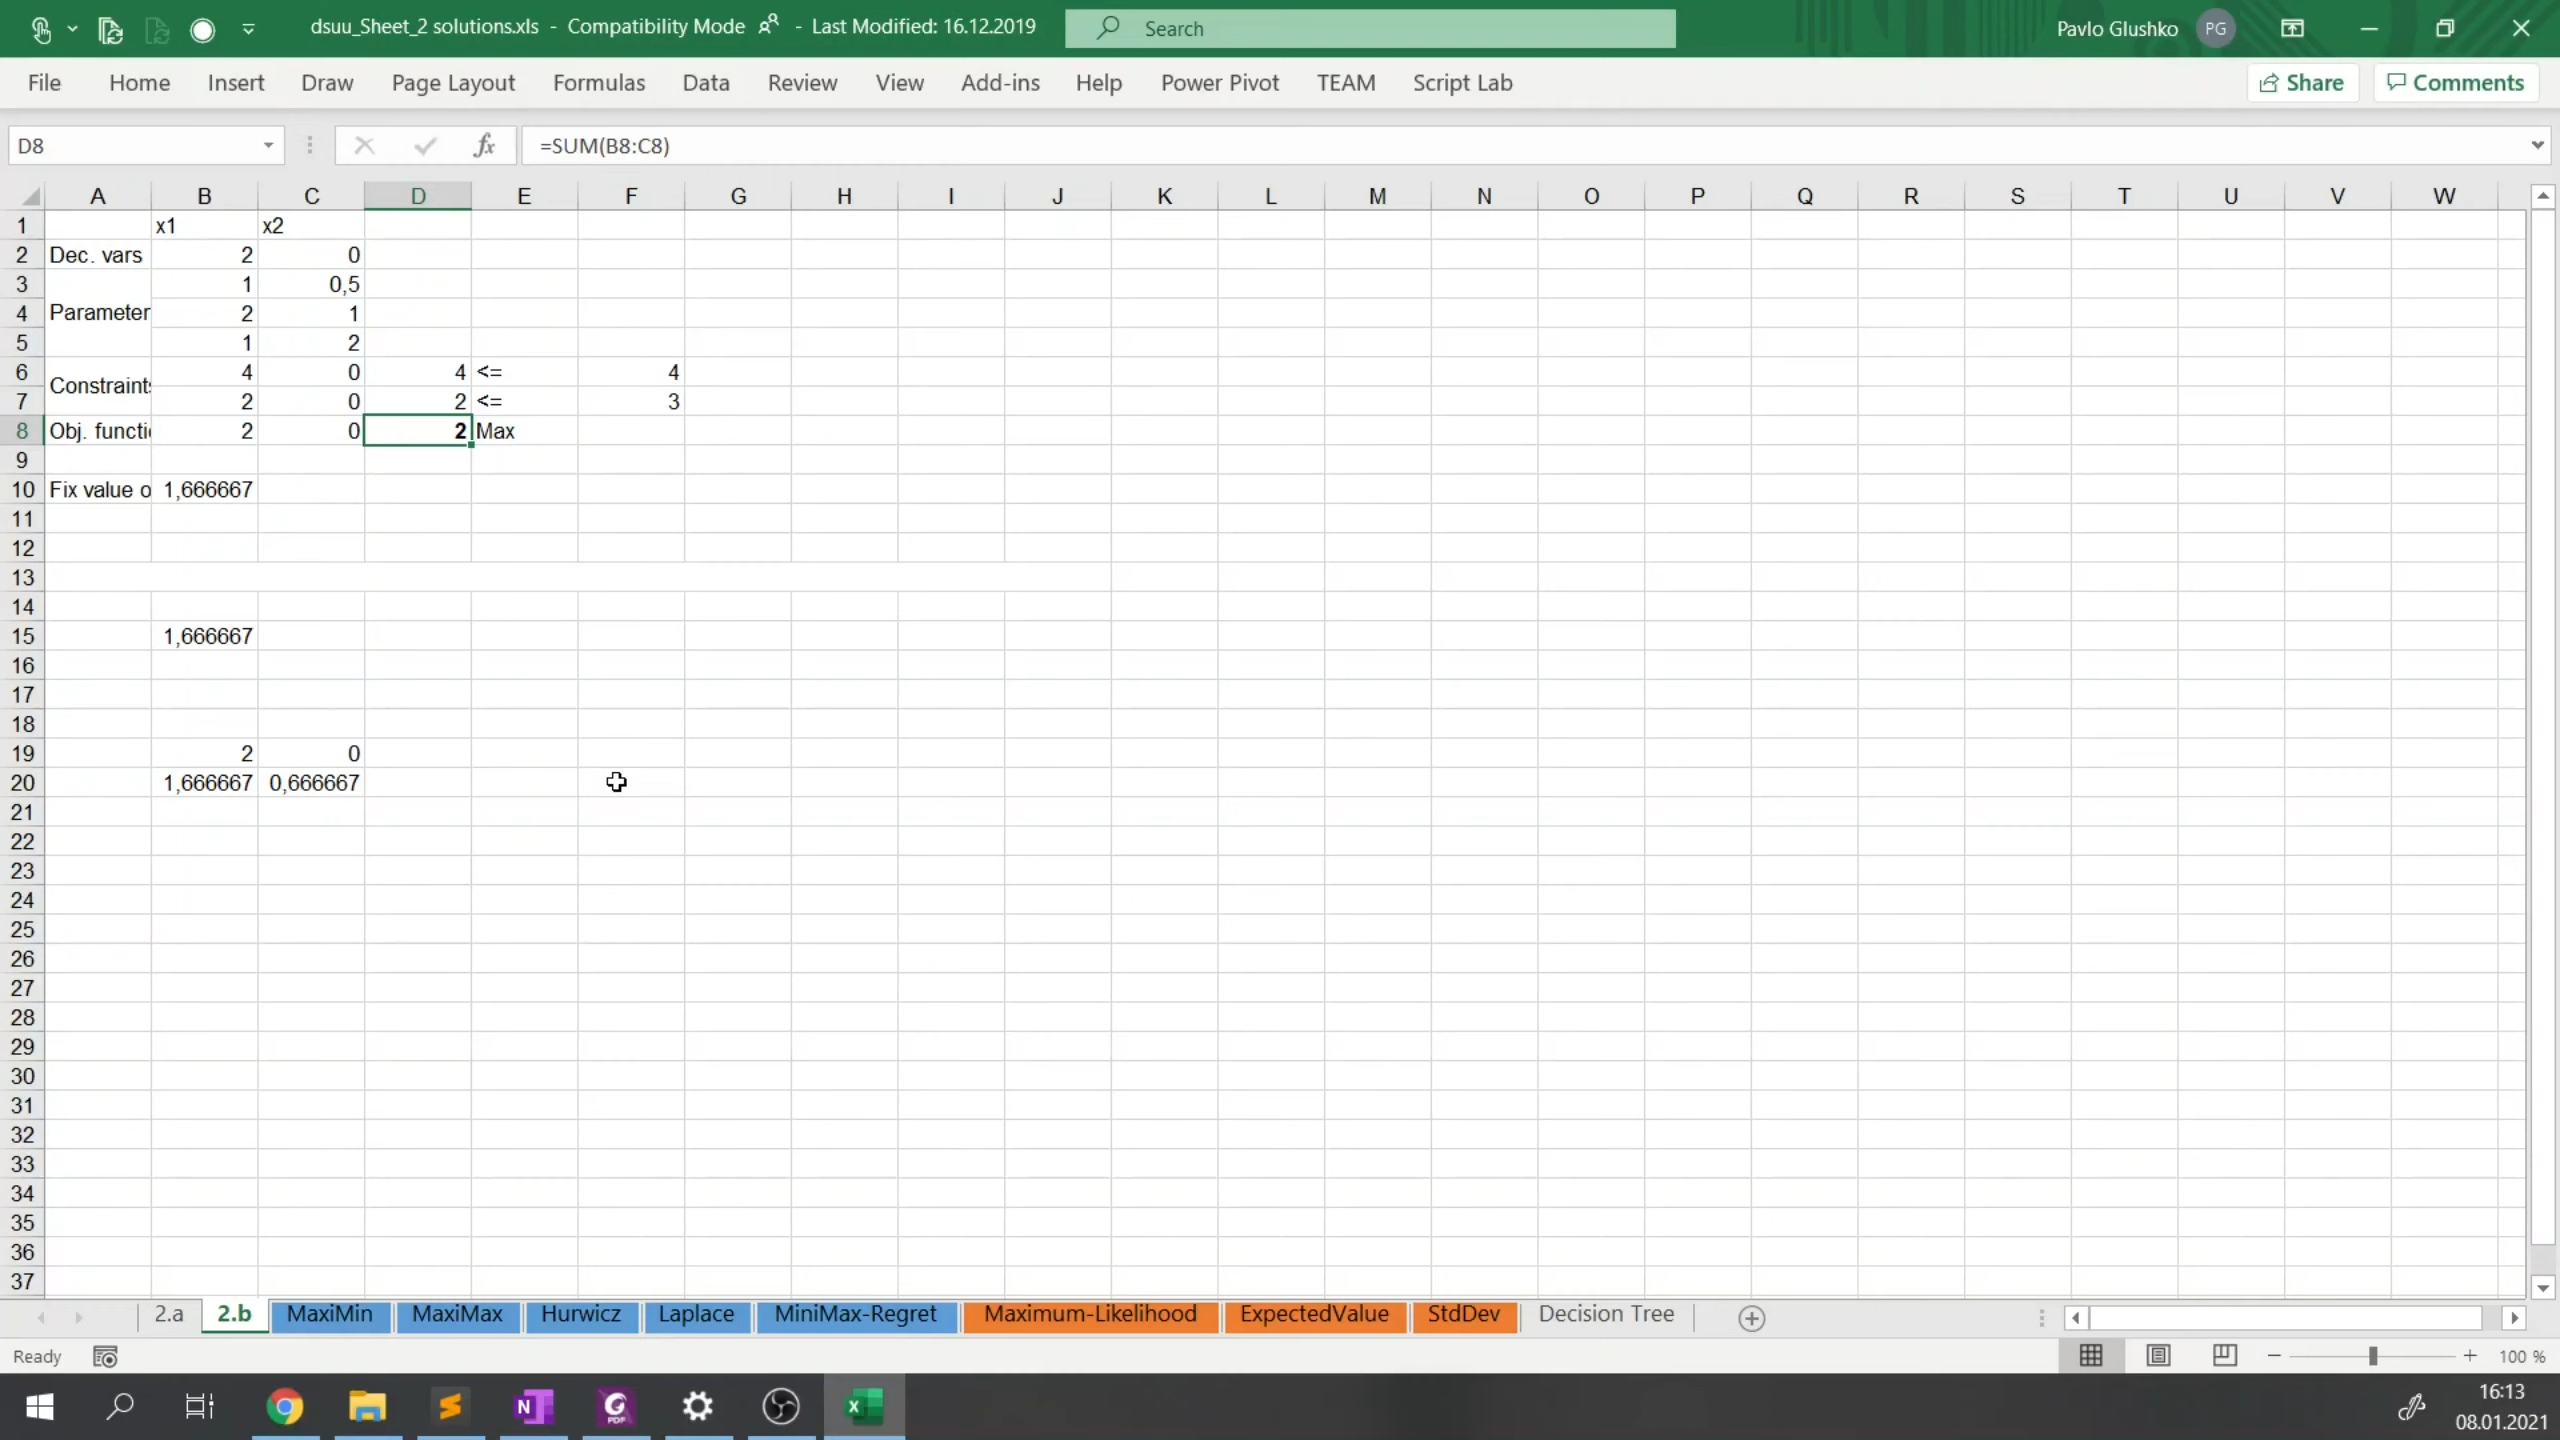 dsuu_Sheet_2 solutions.xls - Compatibility Mode - Last Modified: 16.12.2019
Search
Pavlo Glushko PG
File Home Insert Draw Page Layout Formulas Data Review View Add-ins Help Power Pivot TEAM Script Lab Share Comments
D8 fx =SUM(B8:C8)
A B C D E F G H I J K L M N O P Q R S T U V W
1 x1 x2
2 Dec. vars 2 0
3 1 0,5
4 Parameter 2 1
5 1 2
6 4 0 4 <= 4
Constraints
7 2 0 2 <= 3
8 Obj. functi 2 0 2 Max
9
10 Fix value o 1,666667
11
12
13
14
15 1,666667
16
17
18
19 2 0
20 1,666667 0,666667
21
22
23
24
25
26
27
28
29
30
31
32
33
34
35
36
37
2.a 2.b MaxiMin MaxiMax Hurwicz Laplace MiniMax-Regret Maximum-Likelihood ExpectedValue StdDev Decision Tree
Ready 100 %
16:13
08.01.2021